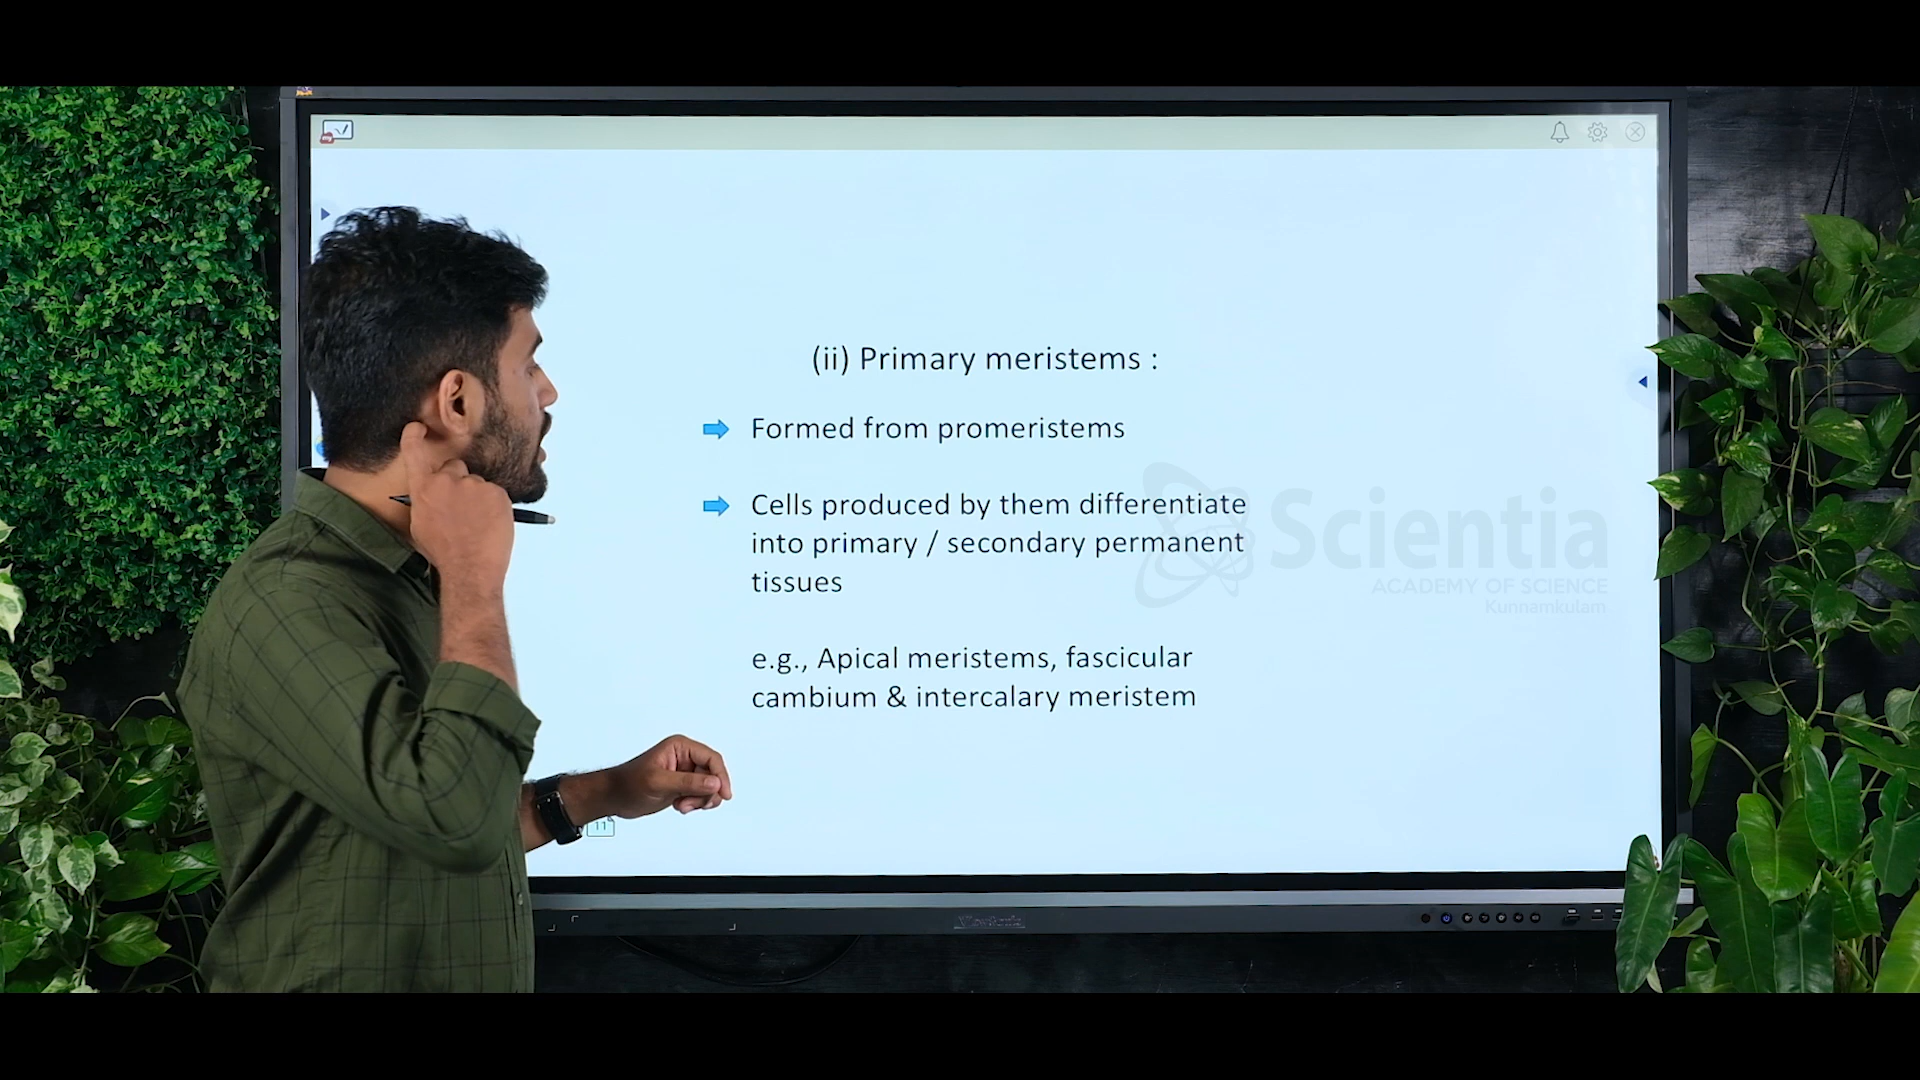 (ii) Primary meristems :
Formed from promeristems
Cells produced by them differentiate
into primary / secondary permanent
tissues
Scientia
ACADEMY OF SCIENCE
Kunnamkulam
e.g., Apical meristems, fascicular
cambium & intercalary meristem
11